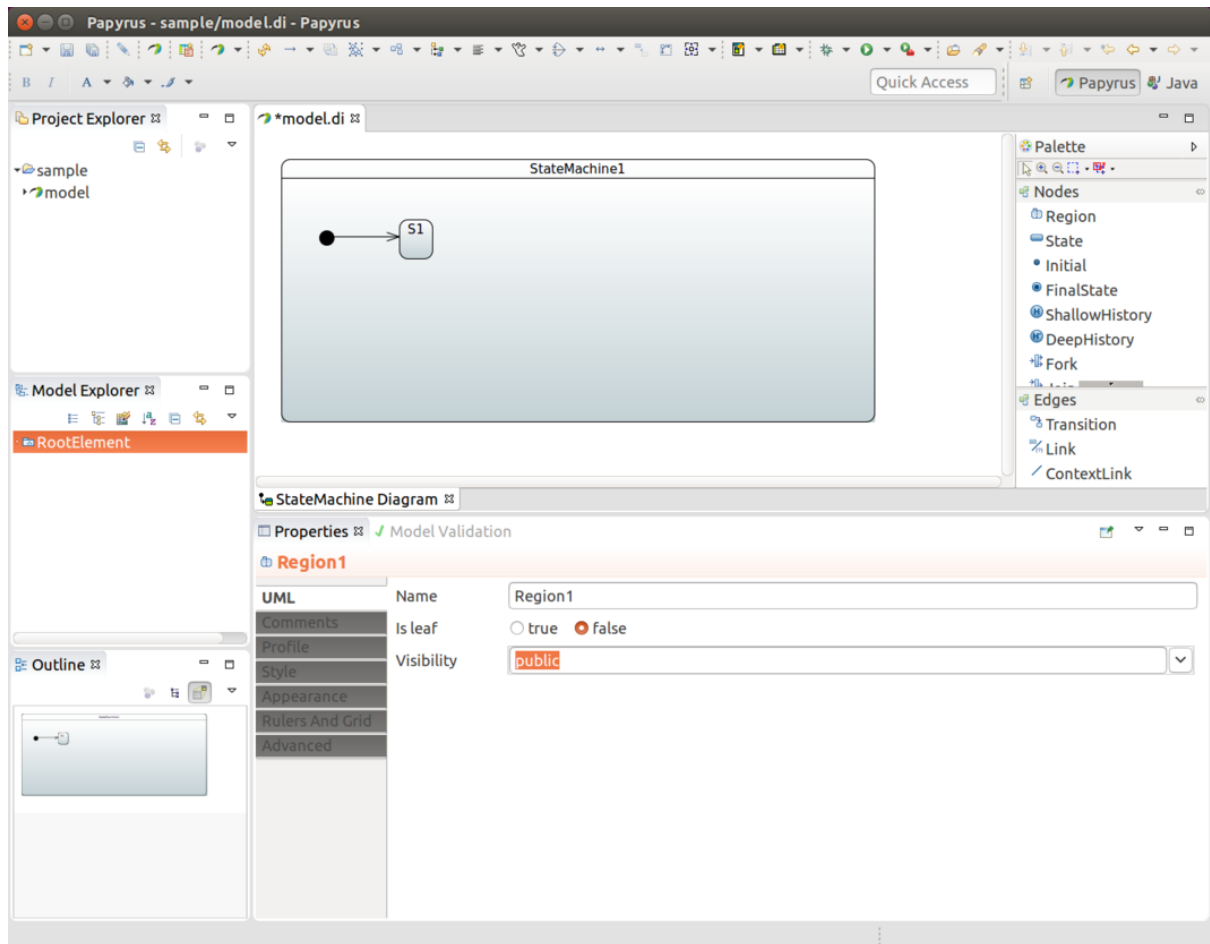 Papyrus - sample/model.di - Papyrus
B I A
Quick Access
Papyrus Java
Project Explorer
sample
model
*model.di
StateMachine1
S1
Palette
Nodes
Region
State
Initial
FinalState
ShallowHistory
DeepHistory
Fork
Edges
Transition
Link
ContextLink
Model Explorer
RootElement
StateMachine Diagram
Outline
Properties Model Validation
Region1
UML
Comments
Profile
Style
Appearance
Rulers And Grid
Advanced
Name Region1
Is leaf true false
Visibility public